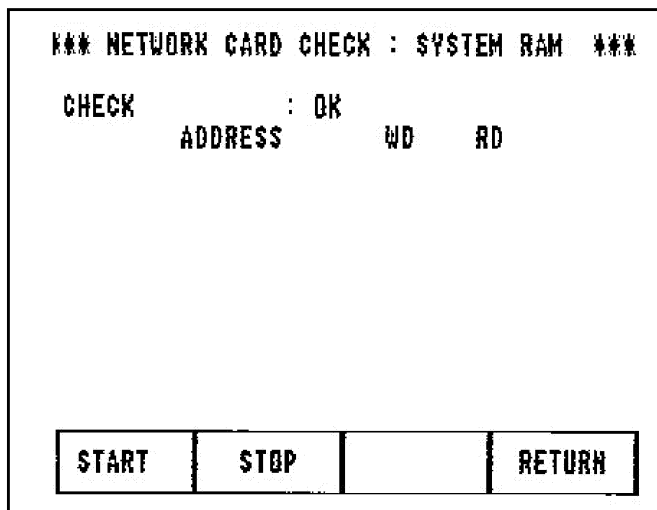 *** NETWORK CARD CHECK : SYSTEM RAM ***
CHECK : OK
ADDRESS WD RD
START STOP RETURN